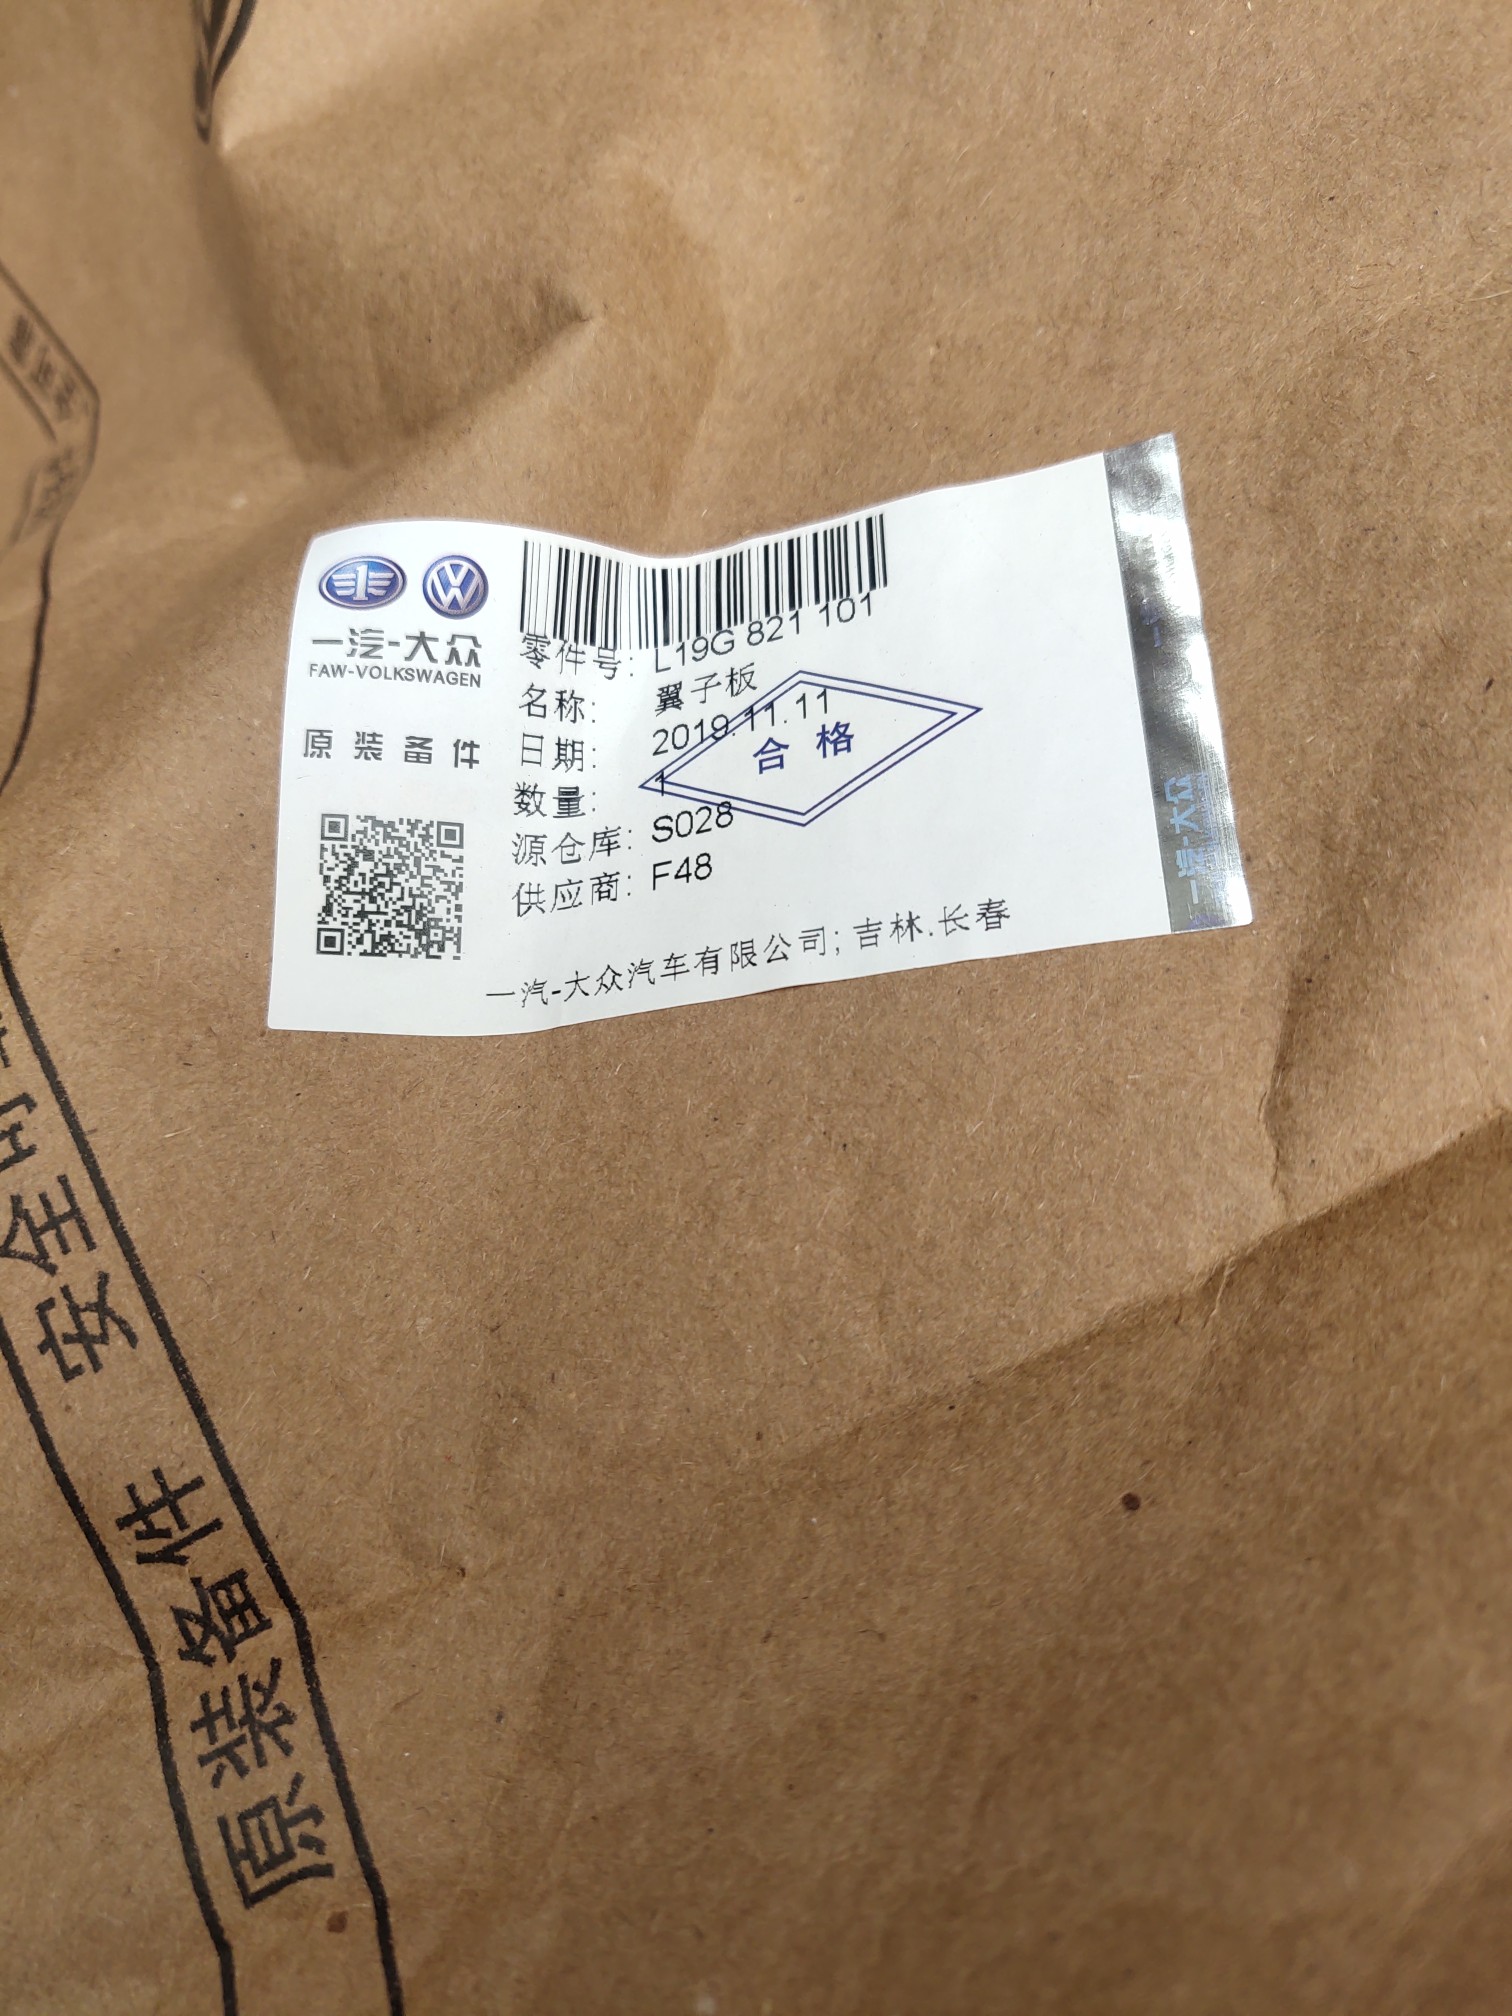 一汽-大众
FAW-VOLKSWAGEN
原装备件
零件号: L19G 821 101
名称: 翼子板
日期: 2019.11.11
数量: 1
源仓库: S028
供应商: F48
合格
一汽-大众汽车有限公司; 吉林.长春
一汽-大众
安全
原装备件